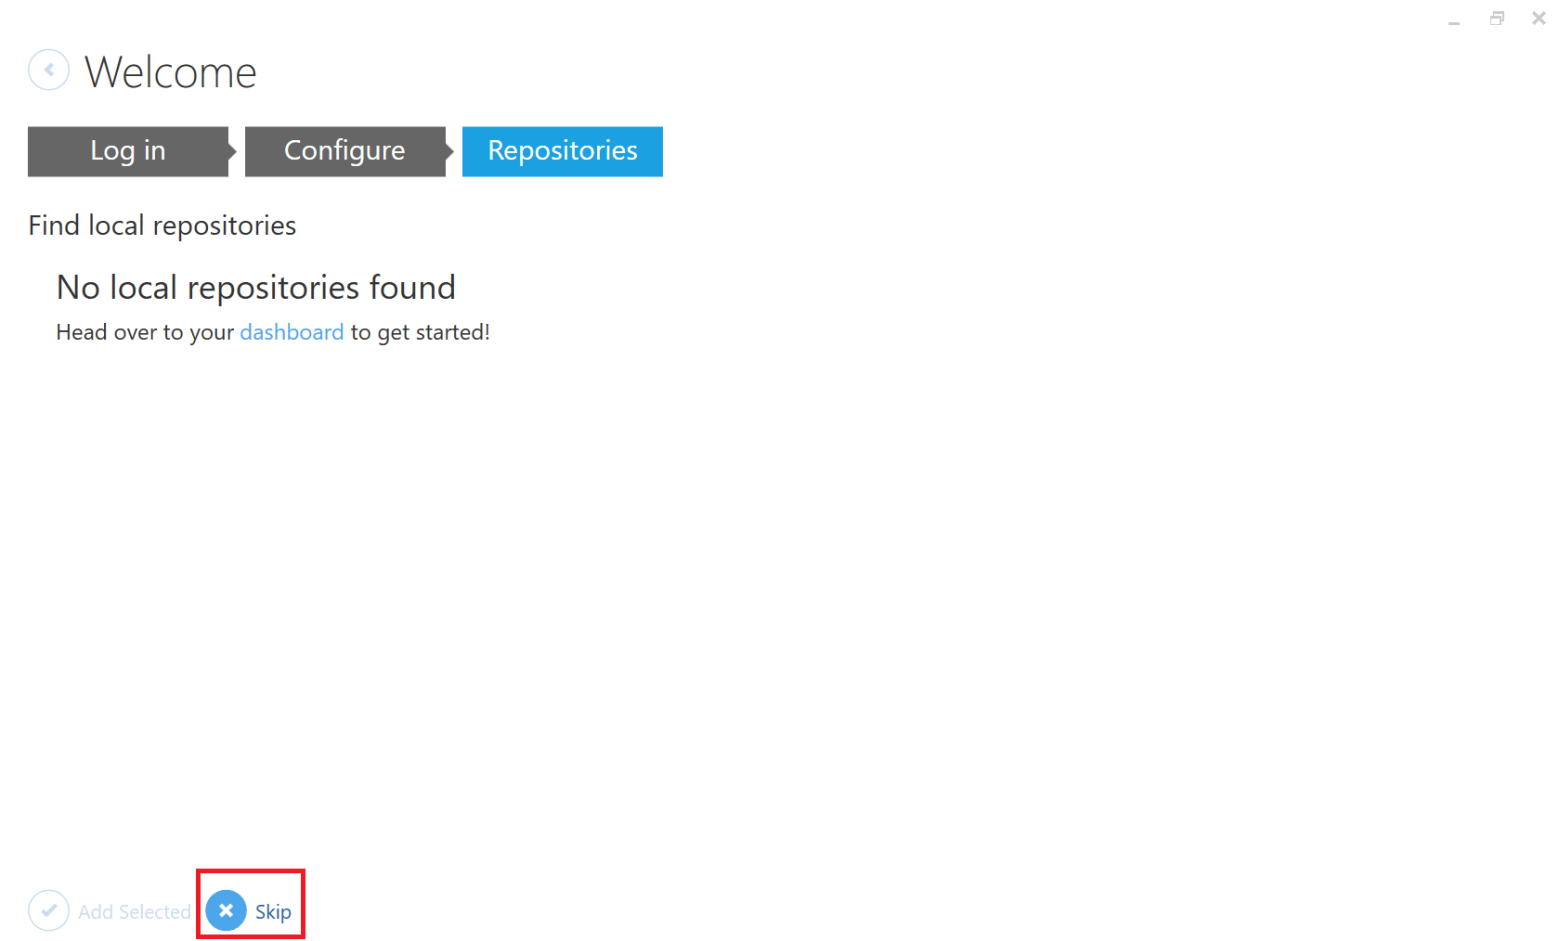 Welcome
Log in Configure Repositories
Find local repositories
No local repositories found
Head over to your dashboard to get started!
Add Selected Skip